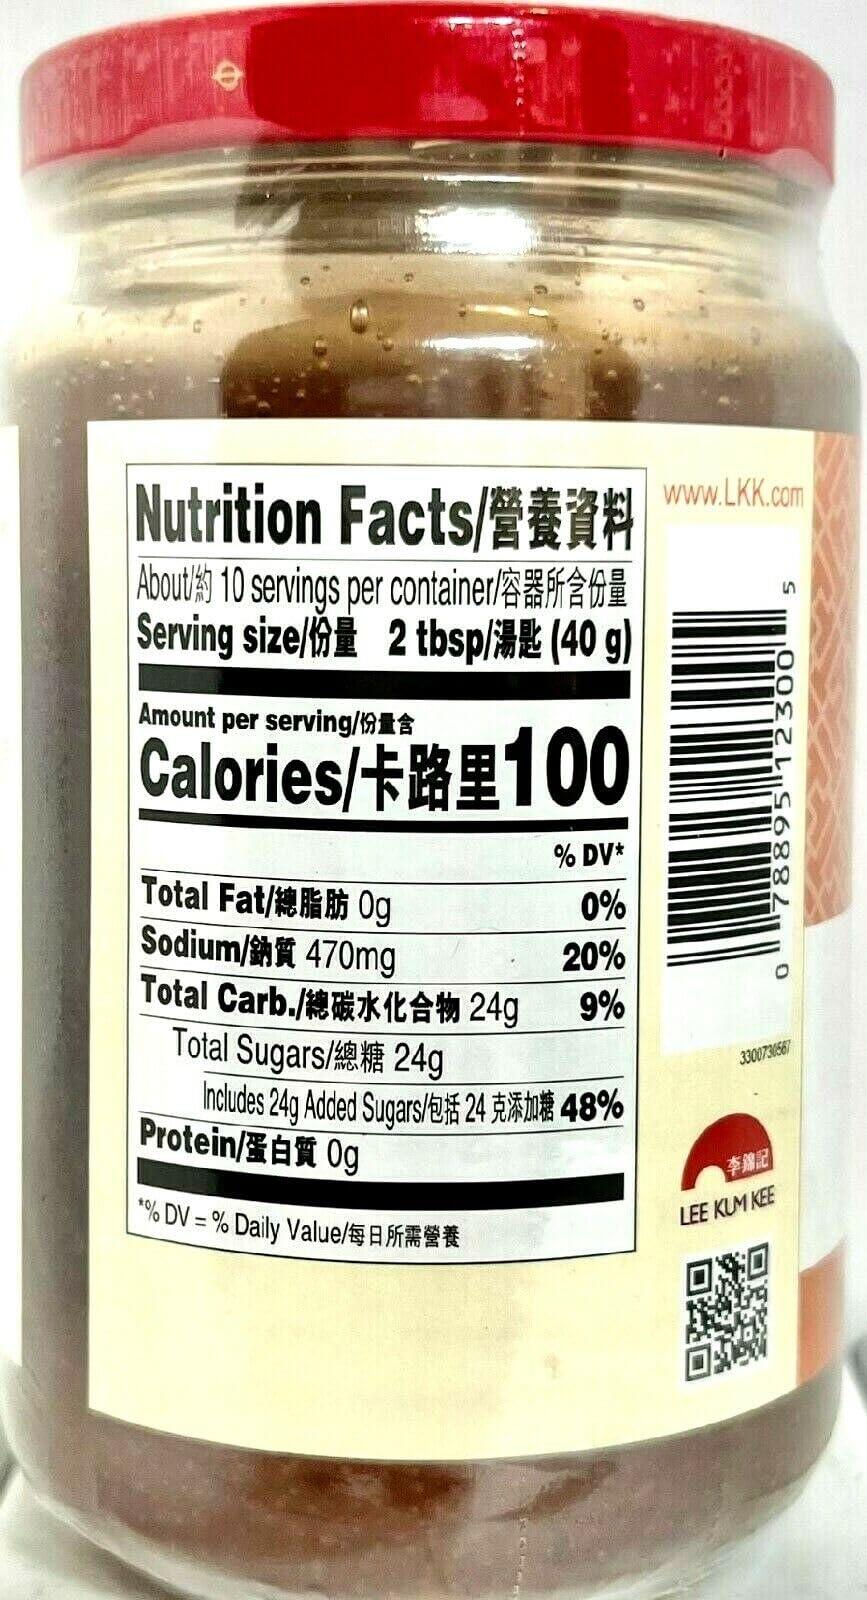 Nutrition Facts/營養資料
About/約 10 servings per container/容器所含份量
Serving size/份量 2 tbsp/湯匙 (40 g)
Amount per serving/份量含
Calories/卡路里100
% DV*
Total Fat/總脂肪 0g 0%
Sodium/鈉質 470mg 20%
Total Carb./總碳水化合物 24g 9%
Total Sugars/總糖 24g
Includes 24g Added Sugars/包括 24 克添加糖 48%
Protein/蛋白質 0g
*% DV = % Daily Value/每日所需營養
www.LKK.com
0 78895 12300 5
3300730567
李錦記
LEE KUM KEE